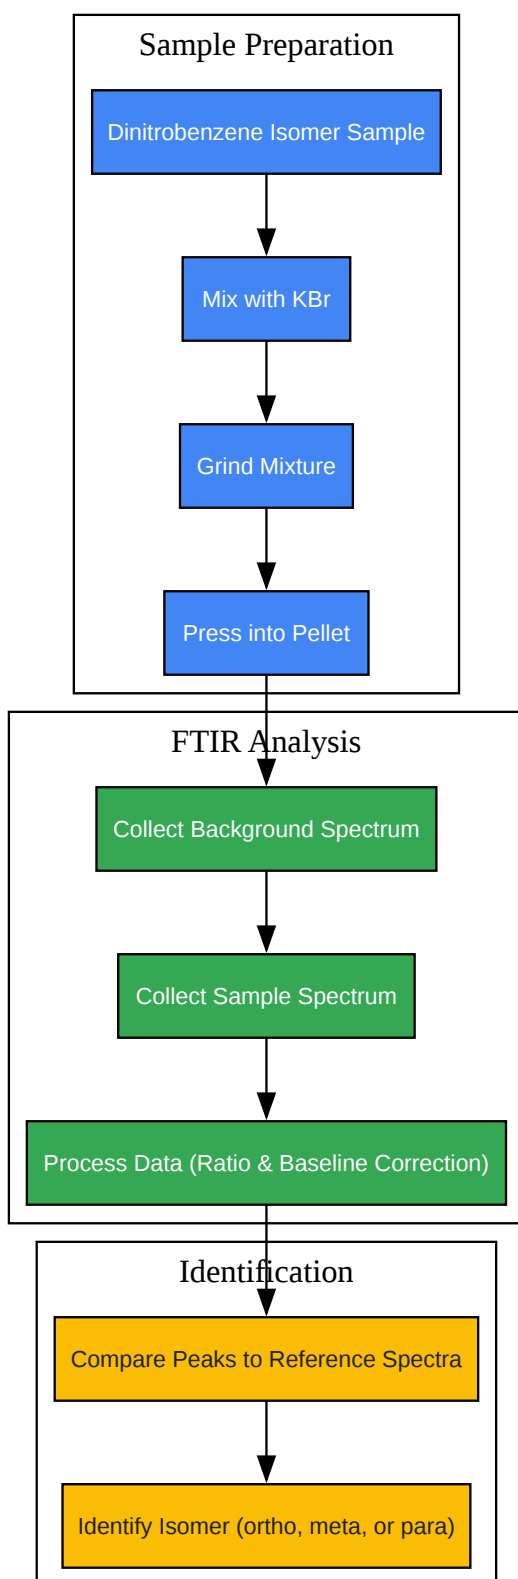 Sample Preparation
Dinitrobenzene Isomer Sample
Mix with KBr
Grind Mixture
Press into Pellet
FTIR Analysis
Collect Background Spectrum
Collect Sample Spectrum
Process Data (Ratio & Baseline Correction)
Identification
Compare Peaks to Reference Spectra
Identify Isomer (ortho, meta, or para)